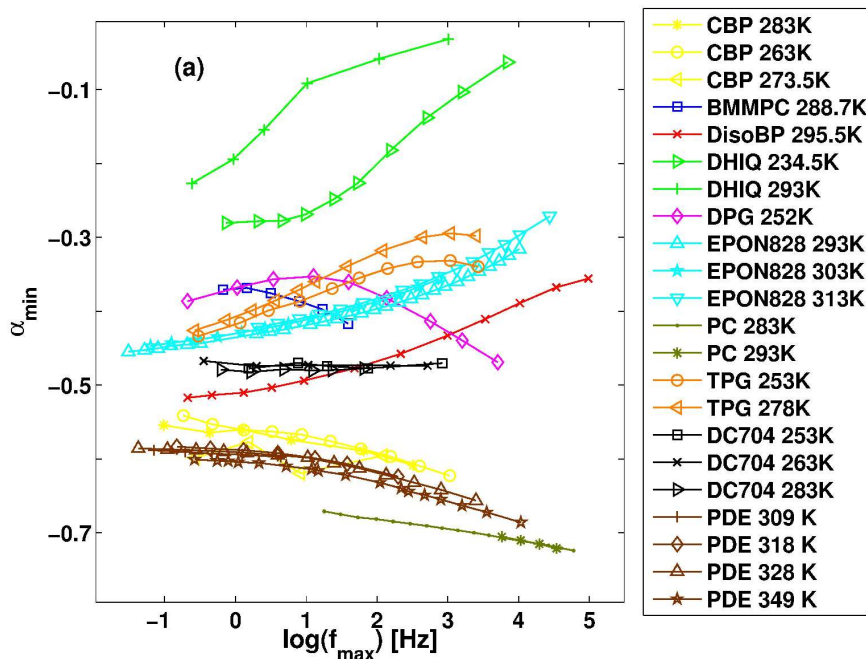 (a)
−0.1
−0.3
−0.5
−0.7
α_min
−1 0 1 2 3 4 5
log(f_max) [Hz]
CBP 283K
CBP 263K
CBP 273.5K
BMMPC 288.7K
DisoBP 295.5K
DHIQ 234.5K
DHIQ 293K
DPG 252K
EPON828 293K
EPON828 303K
EPON828 313K
PC 283K
PC 293K
TPG 253K
TPG 278K
DC704 253K
DC704 263K
DC704 283K
PDE 309 K
PDE 318 K
PDE 328 K
PDE 349 K